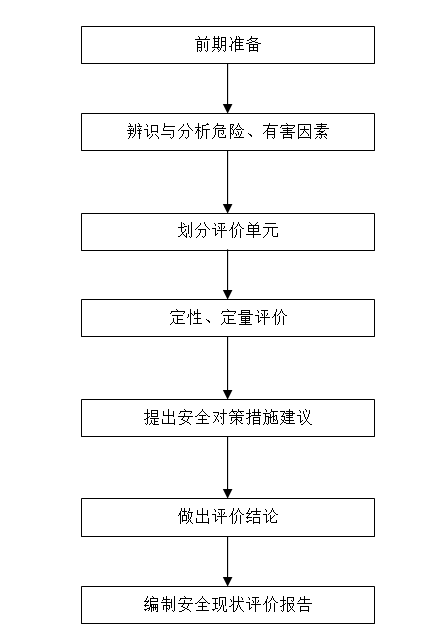 前期准备
辨识与分析危险、有害因素
划分评价单元
定性、定量评价
提出安全对策措施建议
做出评价结论
编制安全现状评价报告